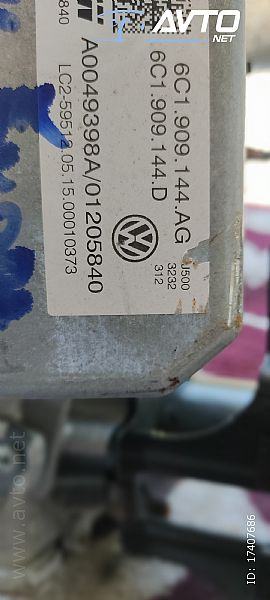 AVTO
NET
6C1.909.144.AG
6C1.909.144.D
J500
3232
312
A0049398A/01205840
LC2-59512.05.15.00010373
840
www.avto.net
ID: 17407686